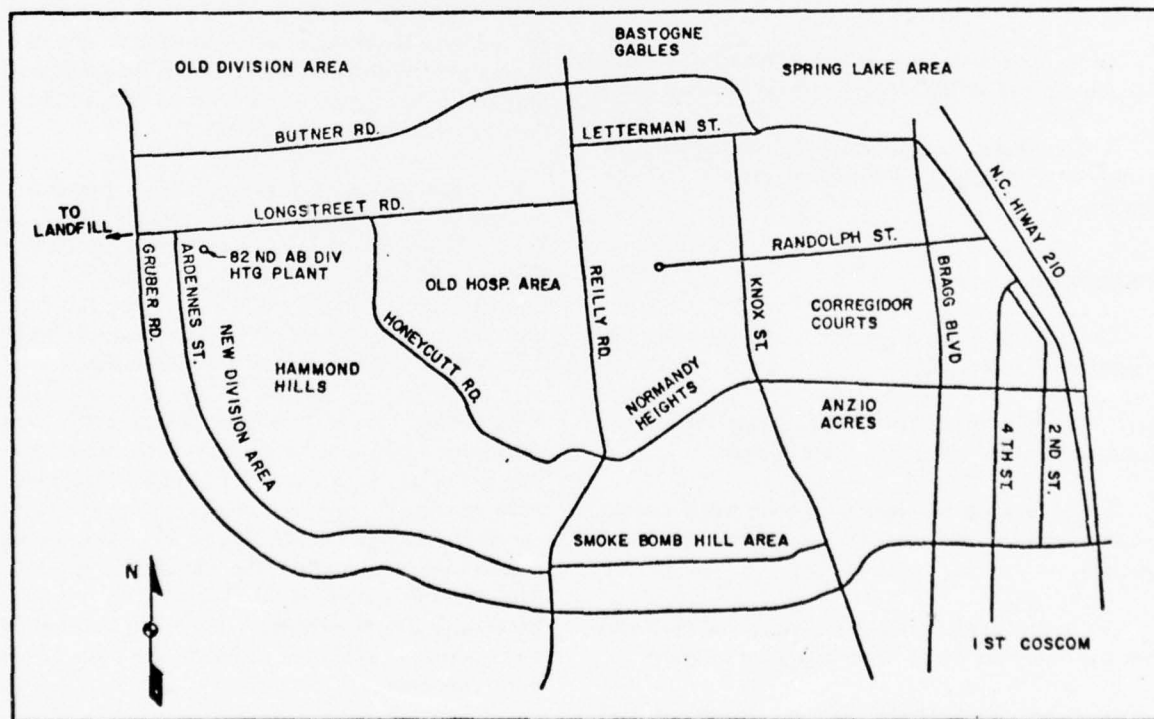 BASTOGNE
GABLES
OLD DIVISION AREA
SPRING LAKE AREA
BUTNER RD.
LETTERMAN ST.
N.C. HIWAY 210
TO
LANDFILL
LONGSTREET RD.
RANDOLPH ST.
82 ND AB DIV
HTG PLANT
GRUBER RD.
ARDENNES ST.
NEW DIVISION AREA
OLD HOSP. AREA
REILLY RD.
KNOX ST.
BRAGG BLVD
CORREGIDOR
COURTS
HONEYCUTT RD.
HAMMOND
HILLS
NORMANDY
HEIGHTS
ANZIO
ACRES
4 TH ST.
2 ND ST.
SMOKE BOMB HILL AREA
N
1 ST COSCOM